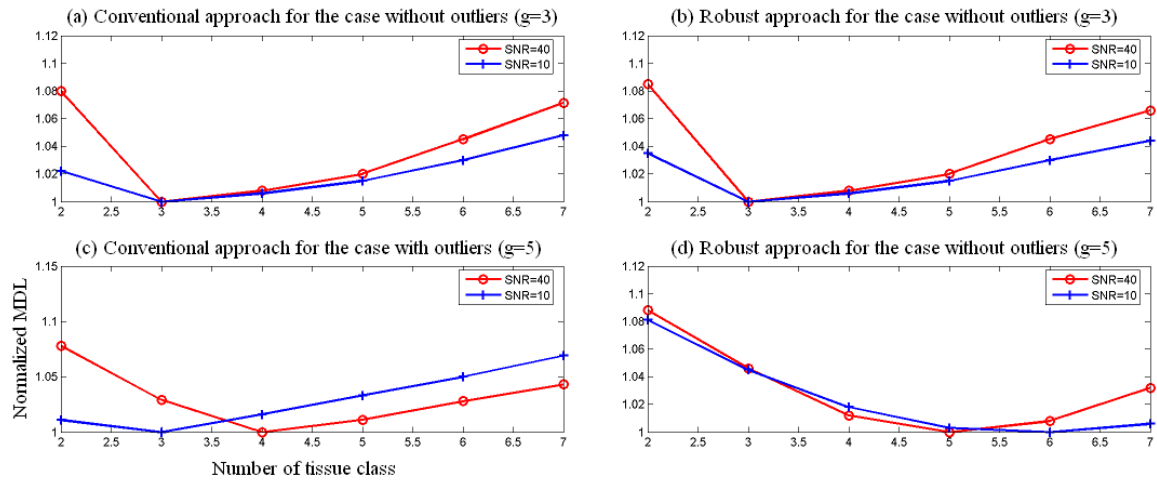 (a) Conventional approach for the case without outliers (g=3)
1.12
1.1
1.08
1.06
1.04
1.02
1
2 2.5 3 3.5 4 4.5 5 5.5 6 6.5 7
SNR=40
SNR=10
(b) Robust approach for the case without outliers (g=3)
1.12
1.1
1.08
1.06
1.04
1.02
1
2 2.5 3 3.5 4 4.5 5 5.5 6 6.5 7
SNR=40
SNR=10
(c) Conventional approach for the case with outliers (g=5)
1.15
1.1
1.05
1
2 2.5 3 3.5 4 4.5 5 5.5 6 6.5 7
SNR=40
SNR=10
Normalized MDL
Number of tissue class
(d) Robust approach for the case without outliers (g=5)
1.12
1.1
1.08
1.06
1.04
1.02
1
2 2.5 3 3.5 4 4.5 5 5.5 6 6.5 7
SNR=40
SNR=10